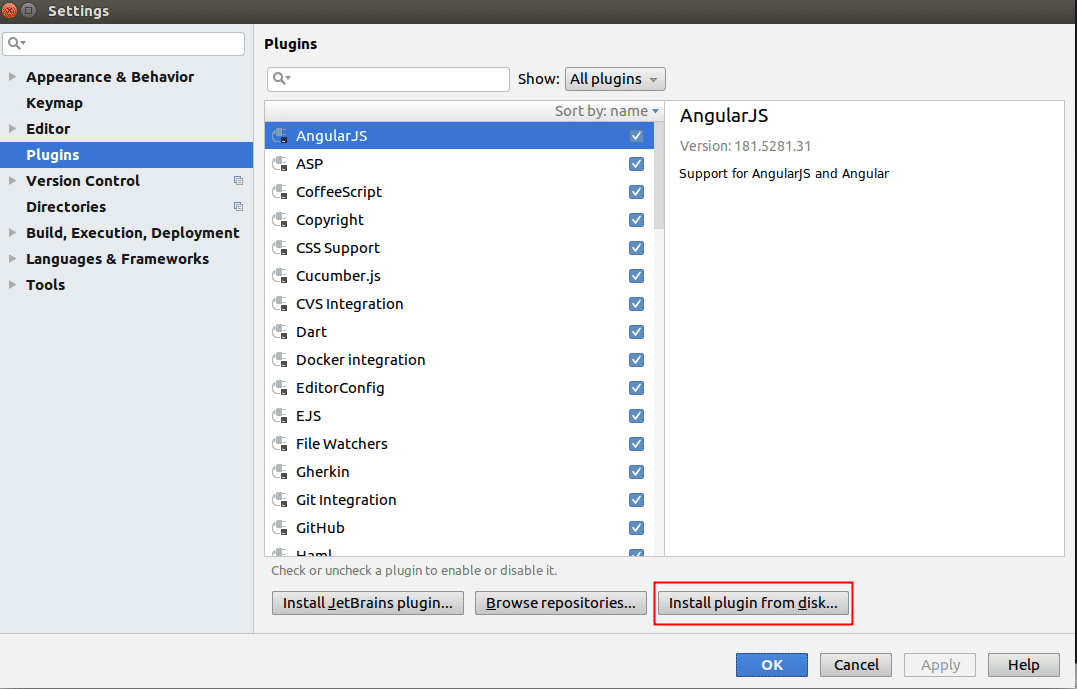 Settings
Appearance & Behavior
Keymap
Editor
Plugins
Version Control
Directories
Build, Execution, Deployment
Languages & Frameworks
Tools
Plugins
Show: All plugins
Sort by: name
AngularJS
ASP
CoffeeScript
Copyright
CSS Support
Cucumber.js
CVS Integration
Dart
Docker integration
EditorConfig
EJS
File Watchers
Gherkin
Git Integration
GitHub
Haml
AngularJS
Version: 181.5281.31
Support for AngularJS and Angular
Check or uncheck a plugin to enable or disable it.
Install JetBrains plugin... Browse repositories... Install plugin from disk...
OK Cancel Apply Help